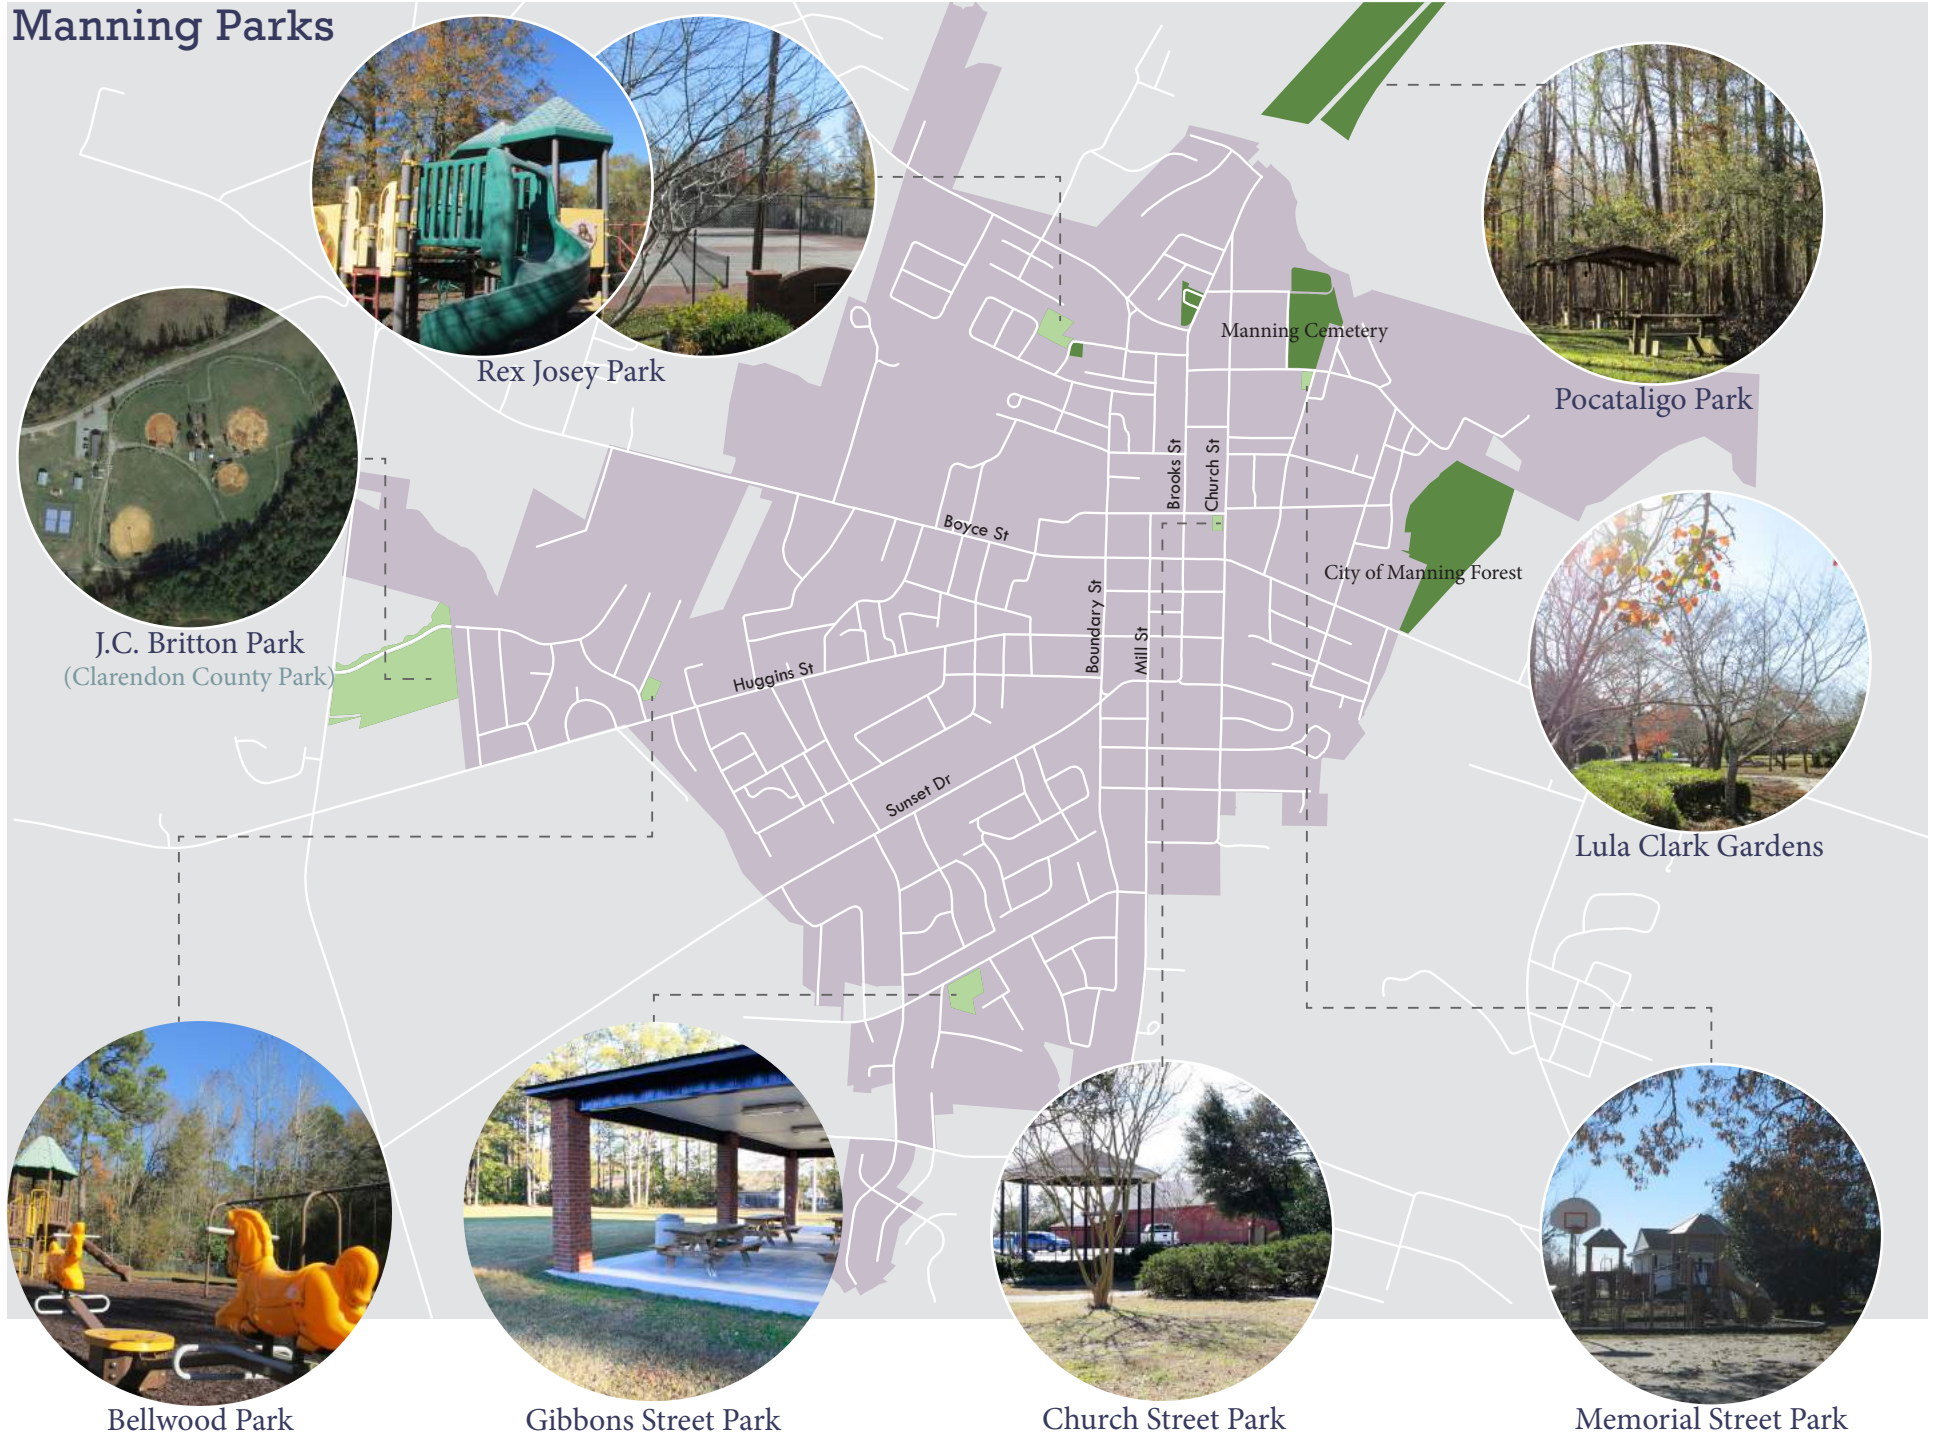 Manning Parks
Rex Josey Park
Manning Cemetery
Pocataligo Park
Brooks St
Church St
Boyce St
City of Manning Forest
J.C. Britton Park
(Clarendon County Park)
Boundary St
Mill St
Huggins St
Sunset Dr
Lula Clark Gardens
Bellwood Park
Gibbons Street Park
Church Street Park
Memorial Street Park